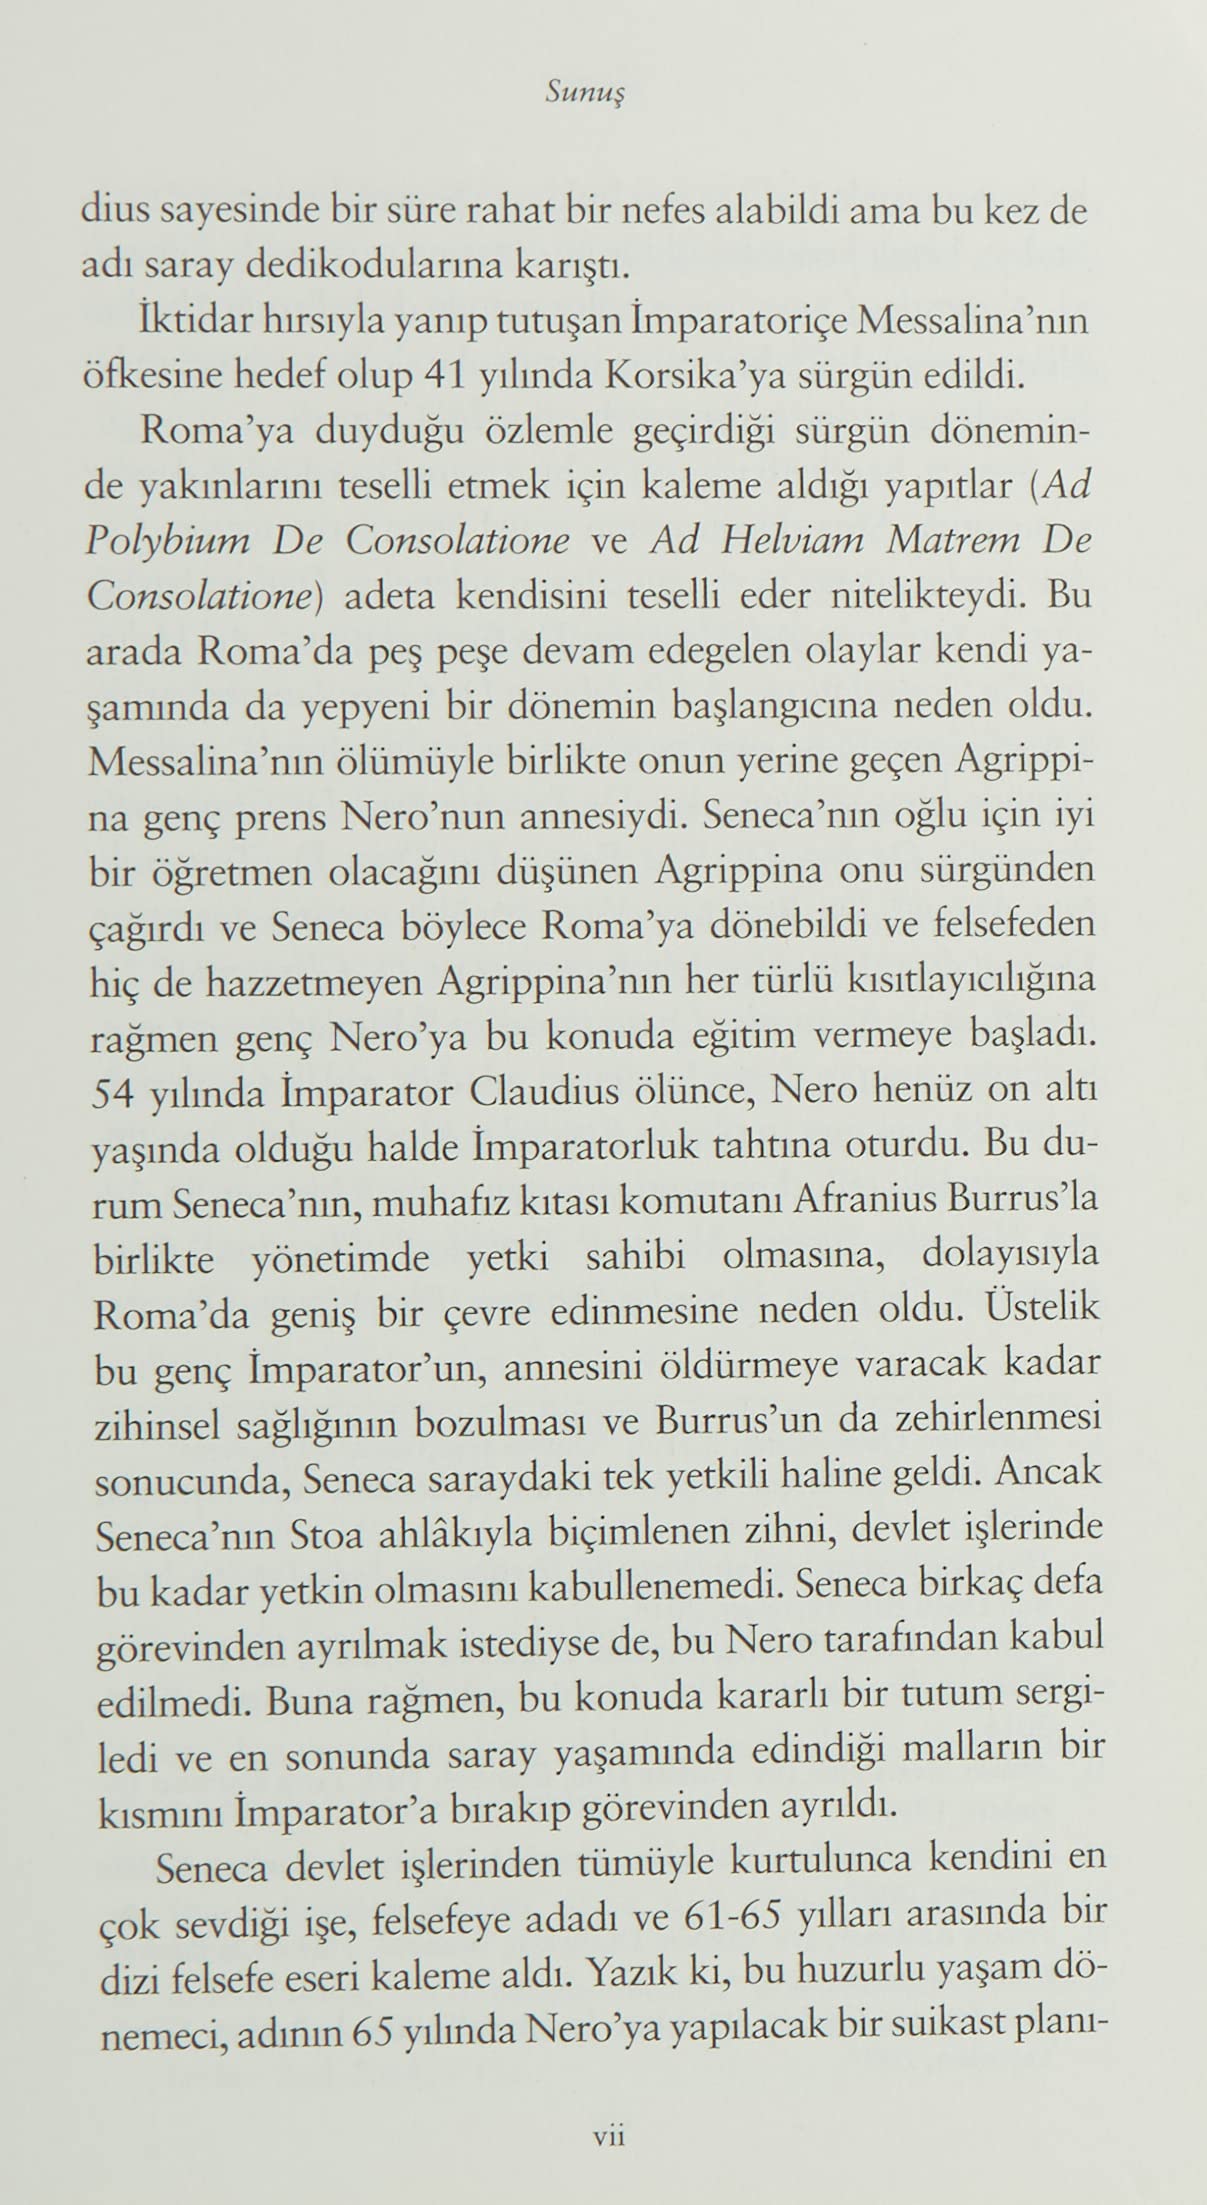 Sunuş
dius sayesinde bir süre rahat bir nefes alabildi ama bu kez de
adı saray dedikodularına karıştı.
İktidar hırsıyla yanıp tutuşan İmparatoriçe Messalina’nın
öfkesine hedef olup 41 yılında Korsika’ya sürgün edildi.
Roma’ya duyduğu özlemle geçirdiği sürgün dönemin-
de yakınlarını teselli etmek için kaleme aldığı yapıtlar (Ad
Polybium De Consolatione ve Ad Helviam Matrem De
Consolatione) adeta kendisini teselli eder nitelikteydi. Bu
arada Roma’da peş peşe devam edegelen olaylar kendi ya-
şamında da yepyeni bir dönemin başlangıcına neden oldu.
Messalina’nın ölümüyle birlikte onun yerine geçen Agrippi-
na genç prens Nero’nun annesiydi. Seneca’nın oğlu için iyi
bir öğretmen olacağını düşünen Agrippina onu sürgünden
çağırdı ve Seneca böylece Roma’ya dönebildi ve felsefeden
hiç de hazzetmeyen Agrippina’nın her türlü kısıtlayıcılığına
rağmen genç Nero’ya bu konuda eğitim vermeye başladı.
54 yılında İmparator Claudius ölünce, Nero henüz on altı
yaşında olduğu halde İmparatorluk tahtına oturdu. Bu du-
rum Seneca’nın, muhafız kıtası komutanı Afranius Burrus’la
birlikte yönetimde yetki sahibi olmasına, dolayısıyla
Roma’da geniş bir çevre edinmesine neden oldu. Üstelik
bu genç İmparator’un, annesini öldürmeye varacak kadar
zihinsel sağlığının bozulması ve Burrus’un da zehirlenmesi
sonucunda, Seneca saraydaki tek yetkili haline geldi. Ancak
Seneca’nın Stoa ahlâkıyla biçimlenen zihni, devlet işlerinde
bu kadar yetkin olmasını kabullenemedi. Seneca birkaç defa
görevinden ayrılmak istediyse de, bu Nero tarafından kabul
edilmedi. Buna rağmen, bu konuda kararlı bir tutum sergi-
ledi ve en sonunda saray yaşamında edindiği malların bir
kısmını İmparator’a bırakıp görevinden ayrıldı.
Seneca devlet işlerinden tümüyle kurtulunca kendini en
çok sevdiği işe, felsefeye adadı ve 61-65 yılları arasında bir
dizi felsefe eseri kaleme aldı. Yazık ki, bu huzurlu yaşam dö-
nemeci, adının 65 yılında Nero’ya yapılacak bir suikast planı-
vii